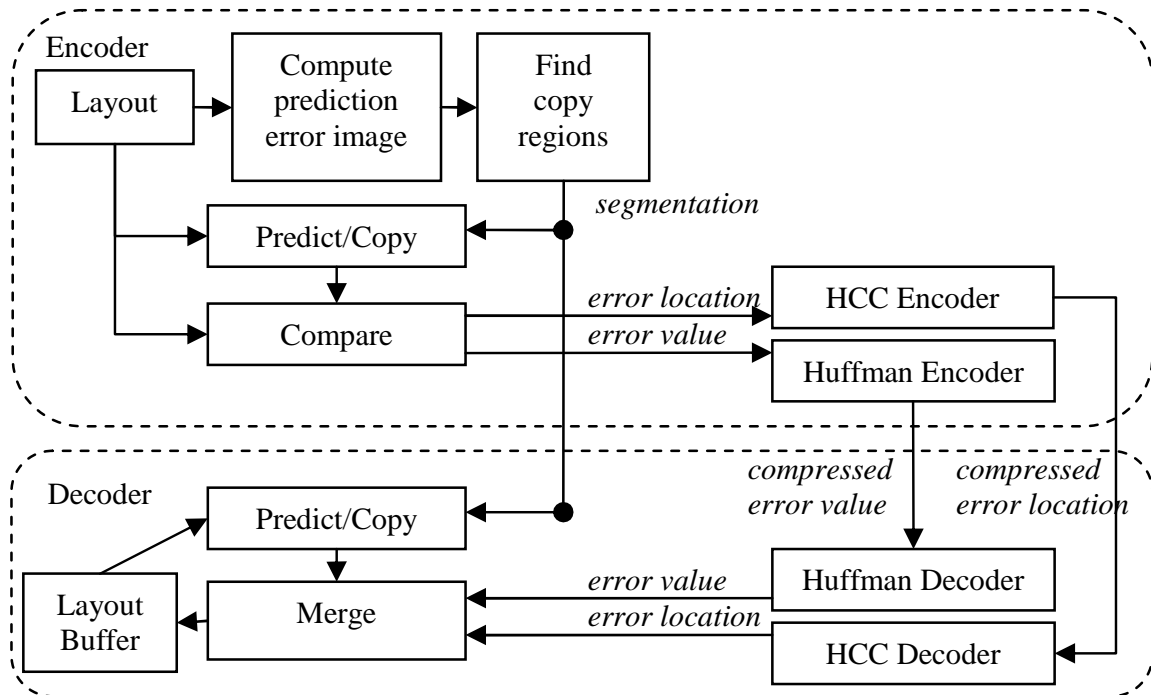 Encoder
Layout
Compute
prediction
error image
Find
copy
regions
segmentation
Predict/Copy
Compare
error location
error value
HCC Encoder
Huffman Encoder
compressed
error value
compressed
error location
Decoder
Predict/Copy
Layout
Buffer
Merge
error value
error location
Huffman Decoder
HCC Decoder